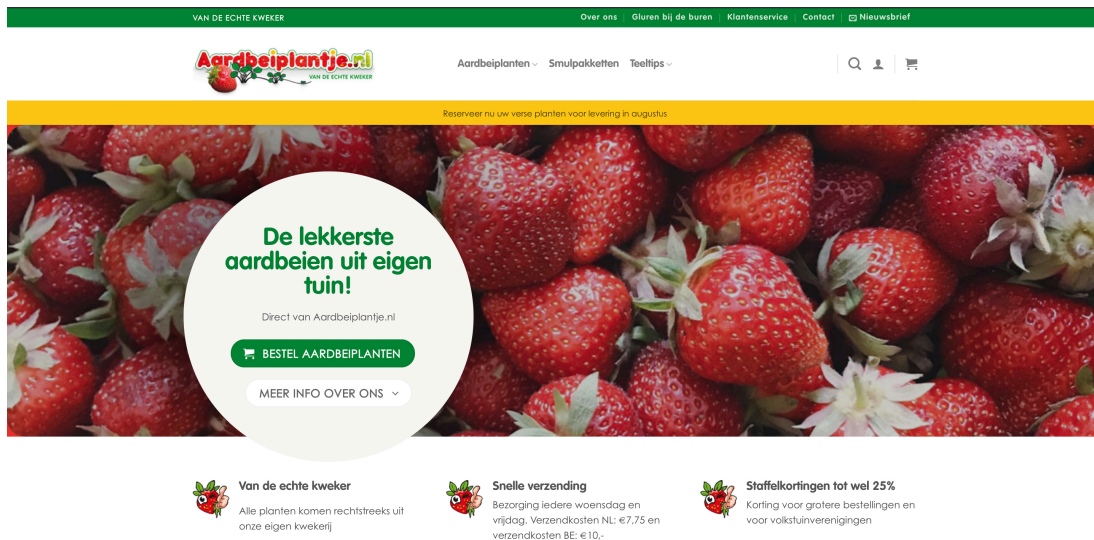 VAN DE ECHTE KWEKER
Over ons
Gluren bij de buren
Klantenservice
Contact
Nieuwsbrief
Aardbeiplantje.nl
VAN DE ECHTE KWEKER
Aardbeiplanten
Smulpakketten
Teeltips
Reserveer nu uw verse planten voor levering in augustus
De lekkerste
aardbeien uit eigen
tuin!
Direct van Aardbeiplantje.nl
BESTEL AARDBEIPLANTEN
MEER INFO OVER ONS
Van de echte kweker
Alle planten komen rechtstreeks uit
onze eigen kwekerij
Snelle verzending
Bezorging iedere woensdag en
vrijdag. Verzendkosten NL: €7,75 en
verzendkosten BE: €10,-
Staffelkortingen tot wel 25%
Korting voor grotere bestellingen en
voor volkstuinverenigingen